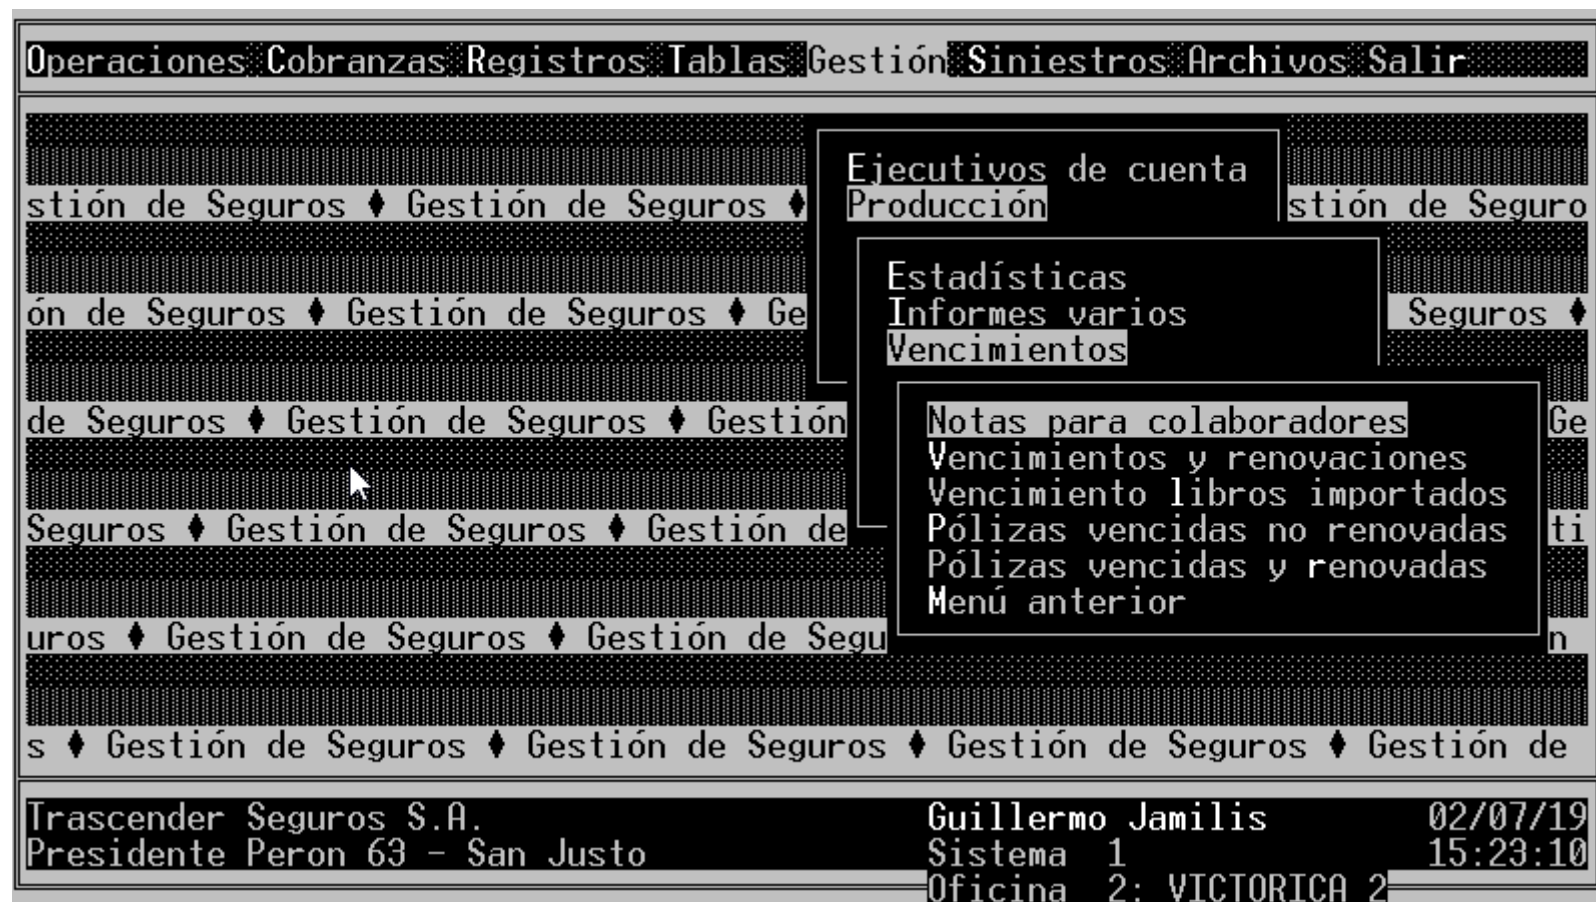 Operaciones Cobranzas Registros Tablas Gestión Siniestros Archivos Salir
Ejecutivos de cuenta
stión de Seguros ♦ Gestión de Seguros ♦ Producción stión de Seguro
Estadísticas
ón de Seguros ♦ Gestión de Seguros ♦ Ge Informes varios Seguros ♦
Vencimientos
de Seguros ♦ Gestión de Seguros ♦ Gestión Notas para colaboradores Ge
Vencimientos y renovaciones
Vencimiento libros importados
Seguros ♦ Gestión de Seguros ♦ Gestión de Pólizas vencidas no renovadas ti
Pólizas vencidas y renovadas
Menú anterior
uros ♦ Gestión de Seguros ♦ Gestión de Segu n
s ♦ Gestión de Seguros ♦ Gestión de Seguros ♦ Gestión de Seguros ♦ Gestión de
Trascender Seguros S.A. Guillermo Jamilis 02/07/19
Presidente Peron 63 - San Justo Sistema 1 15:23:10
Oficina 2: VICTORICA 2